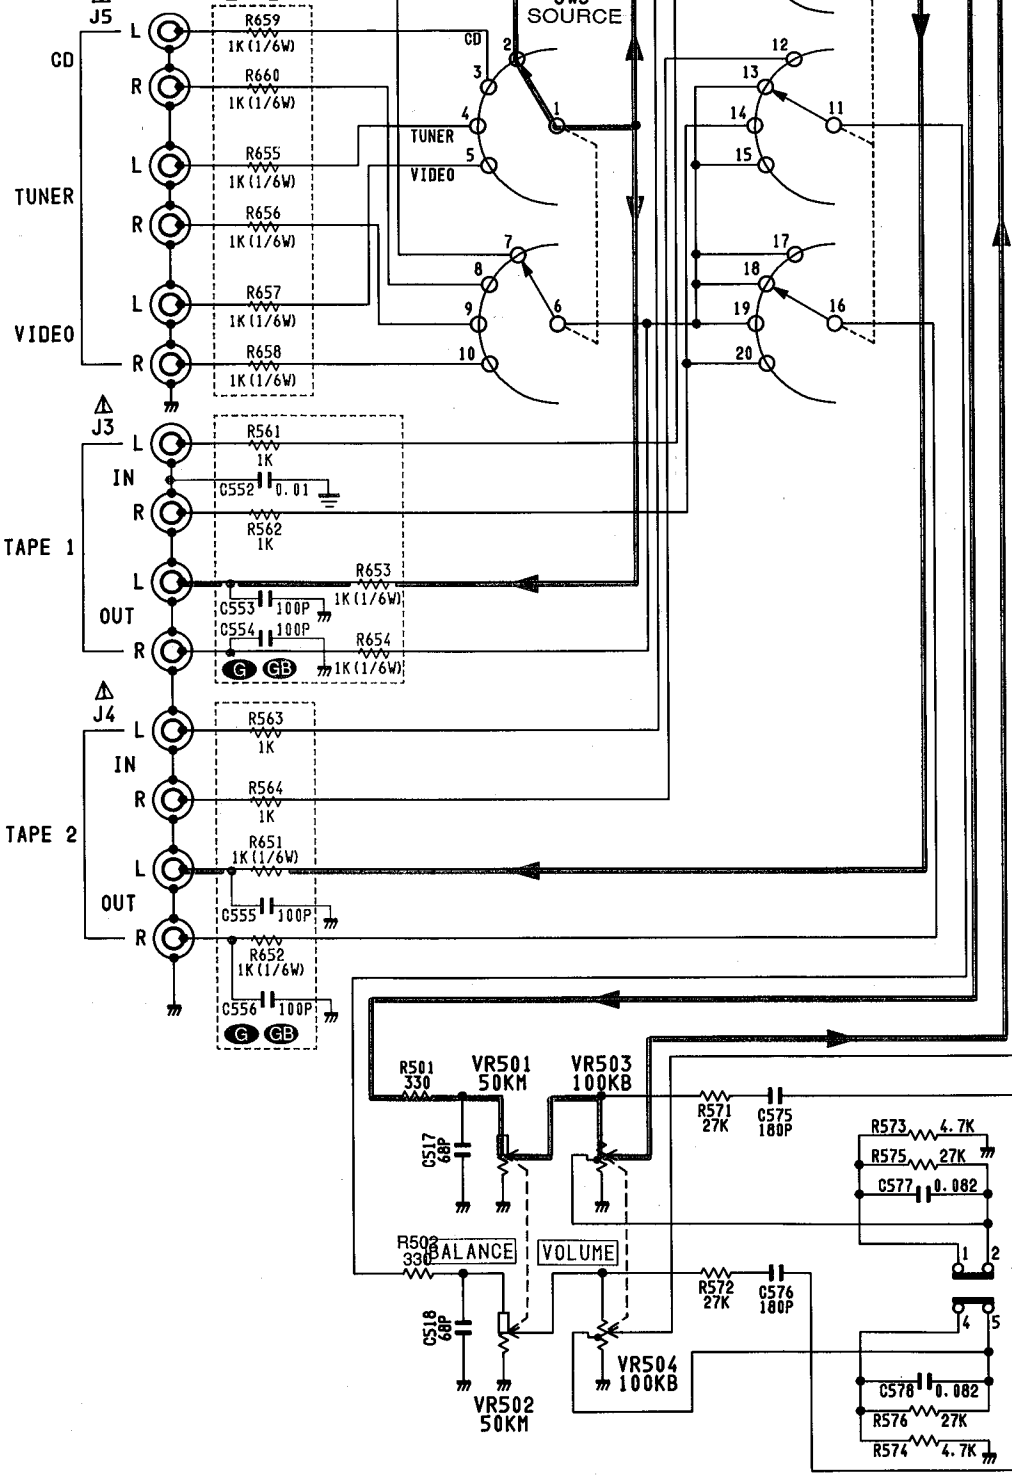 SOURCE
J5
L
R659
1K(1/6W)
CD
CD
2
3
12
13
R
R660
1K(1/6W)
4
1
14
11
TUNER
L
R655
1K(1/6W)
5
VIDEO
15
TUNER
R
R656
1K(1/6W)
7
17
8
18
L
R657
1K(1/6W)
9
6
19
16
VIDEO
R
R658
1K(1/6W)
10
20
J3
L
R561
1K
IN
C552
0.01
R
R562
1K
TAPE 1
L
R653
1K(1/6W)
C553
100P
OUT
C554
100P
R
R654
1K(1/6W)
G
GB
J4
L
R563
1K
IN
R
R564
1K
TAPE 2
R651
1K(1/6W)
L
OUT
C555
100P
R
R652
1K(1/6W)
C556
100P
G
GB
R501
330
VR501
50KM
VR503
100KB
R571
27K
C575
180P
C517
68P
R573
4.7K
R575
27K
C577
0.082
R502
330
BALANCE
VOLUME
1
2
R572
27K
C576
180P
C518
68P
4
5
VR504
100KB
VR502
50KM
C578
0.082
R576
27K
R574
4.7K